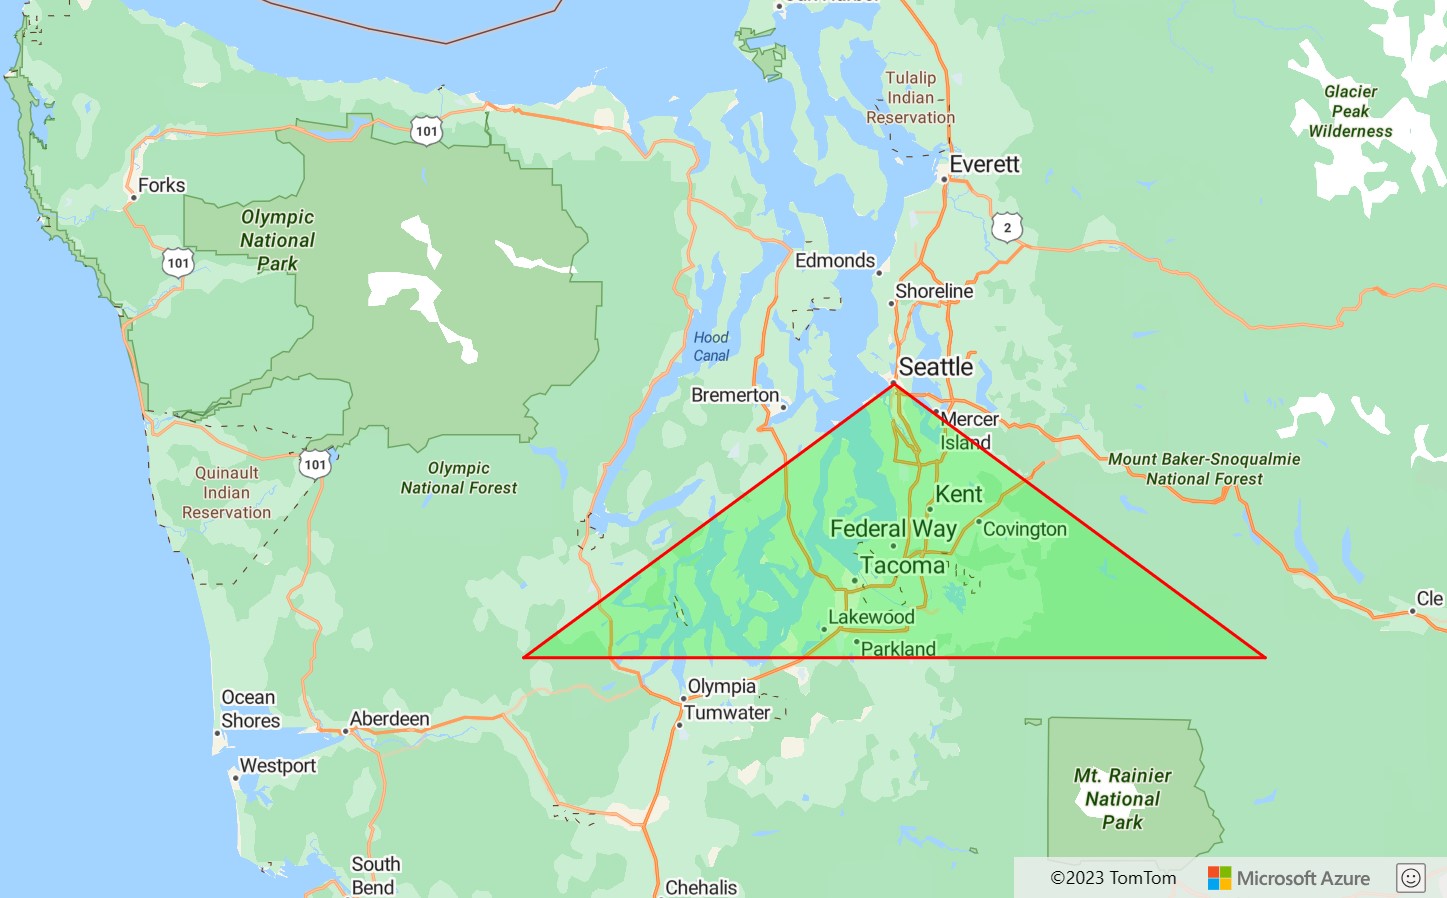 Tulalip
Indian
Reservation
Glacier
Peak
Wilderness
101
Everett
Forks
Olympic
National
Park
2
101
Edmonds
Shoreline
Hood
Canal
Seattle
Bremerton
Mercer
Island
101
Quinault
Indian
Reservation
Olympic
National Forest
Mount Baker-Snoqualmie
National Forest
Kent
Federal Way
Covington
Tacoma
Cle
Lakewood
Parkland
Olympia
Tumwater
Ocean
Shores
Aberdeen
Westport
Mt. Rainier
National
Park
South
Bend
Chehalis
©2023 TomTom
Microsoft Azure